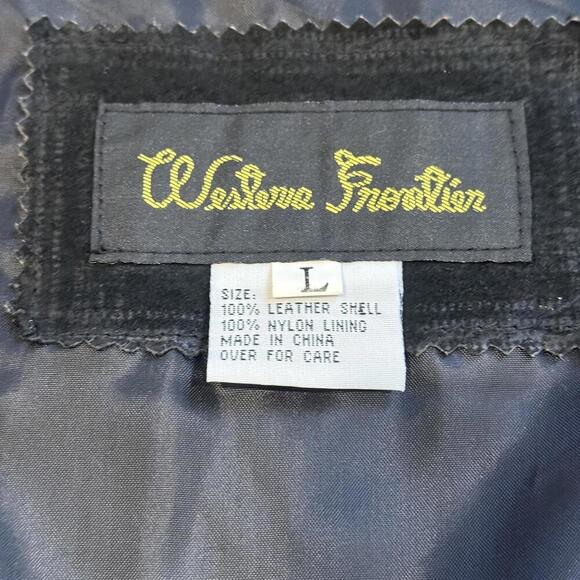 Western Frontier
SIZE: L
100% LEATHER SHELL
100% NYLON LINING
MADE IN CHINA
OVER FOR CARE